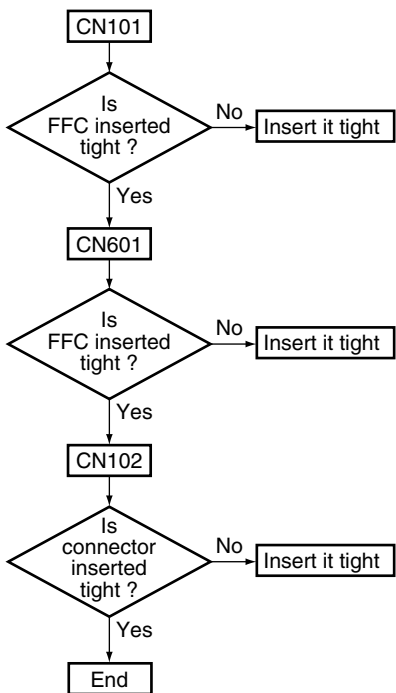 CN101
Is
FFC inserted
tight ?
No
Insert it tight
Yes
CN601
Is
FFC inserted
tight ?
No
Insert it tight
Yes
CN102
Is
connector
inserted
tight ?
No
Insert it tight
Yes
End